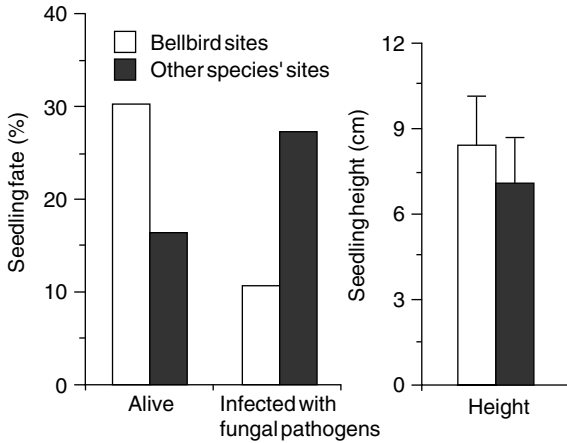 40
30
20
10
0
Seedling fate (%)
Bellbird sites
Other species' sites
Alive
Infected with
fungal pathogens
12
9
6
3
0
Seedling height (cm)
Height